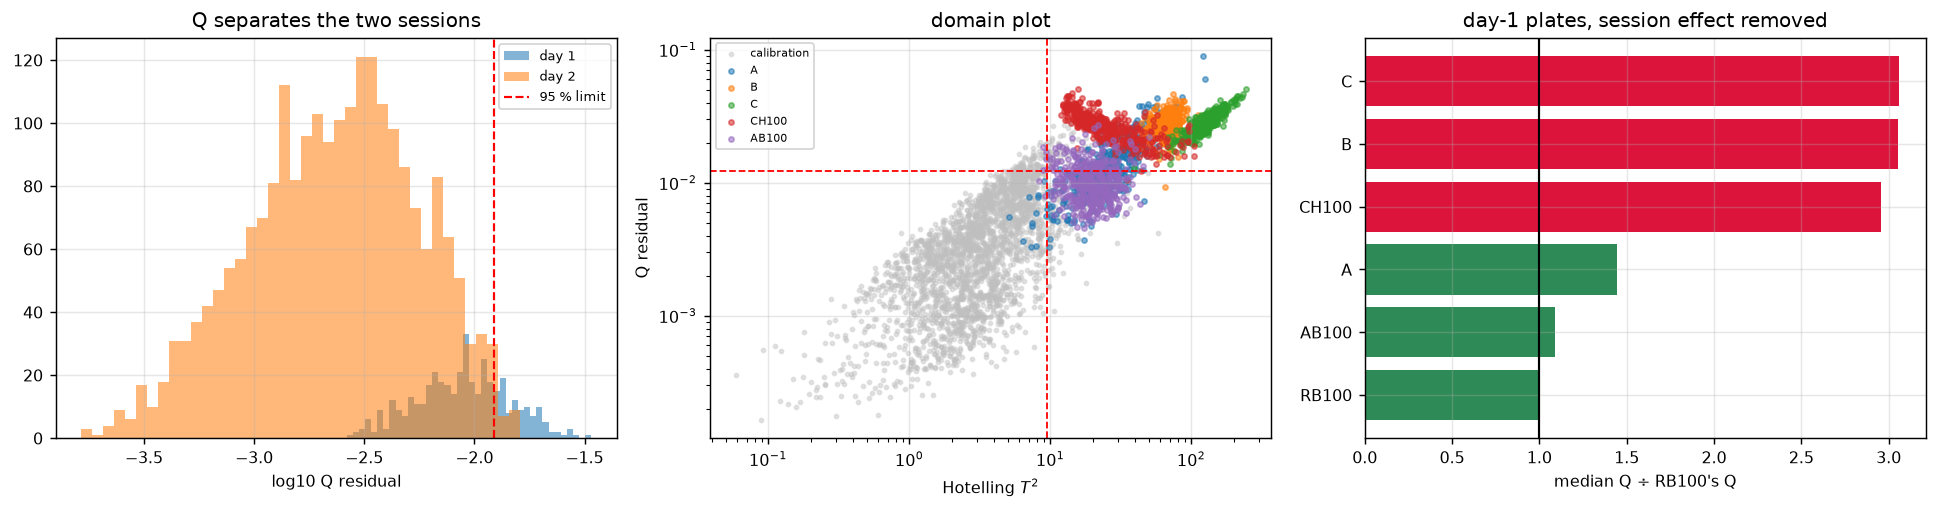 Q separates the two sessions
day 1
day 2
95 % limit
120
100
80
60
40
20
0
−3.5
−3.0
−2.5
−2.0
−1.5
log10 Q residual
domain plot
calibration
A
B
C
CH100
AB100
Q residual
10⁻¹
10⁻²
10⁻³
10⁻¹
10⁰
10¹
10²
Hotelling T²
day-1 plates, session effect removed
C
B
CH100
A
AB100
RB100
0.0
0.5
1.0
1.5
2.0
2.5
3.0
median Q ÷ RB100's Q